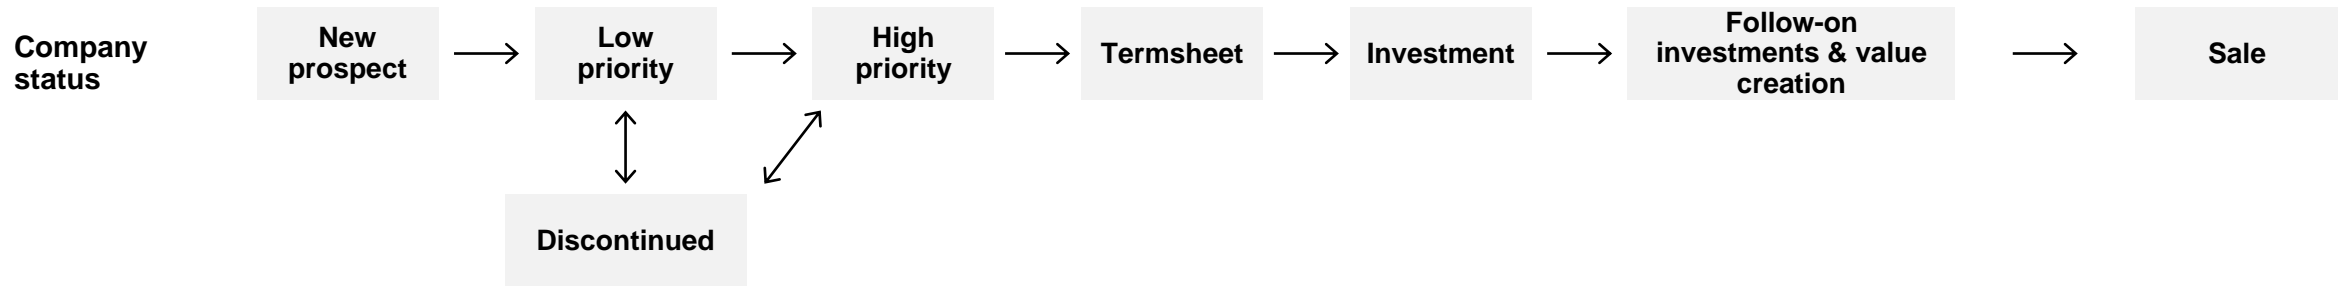 Company
status
New
prospect
Low
priority
High
priority
Termsheet
Investment
Follow-on
investments & value
creation
Sale
Discontinued